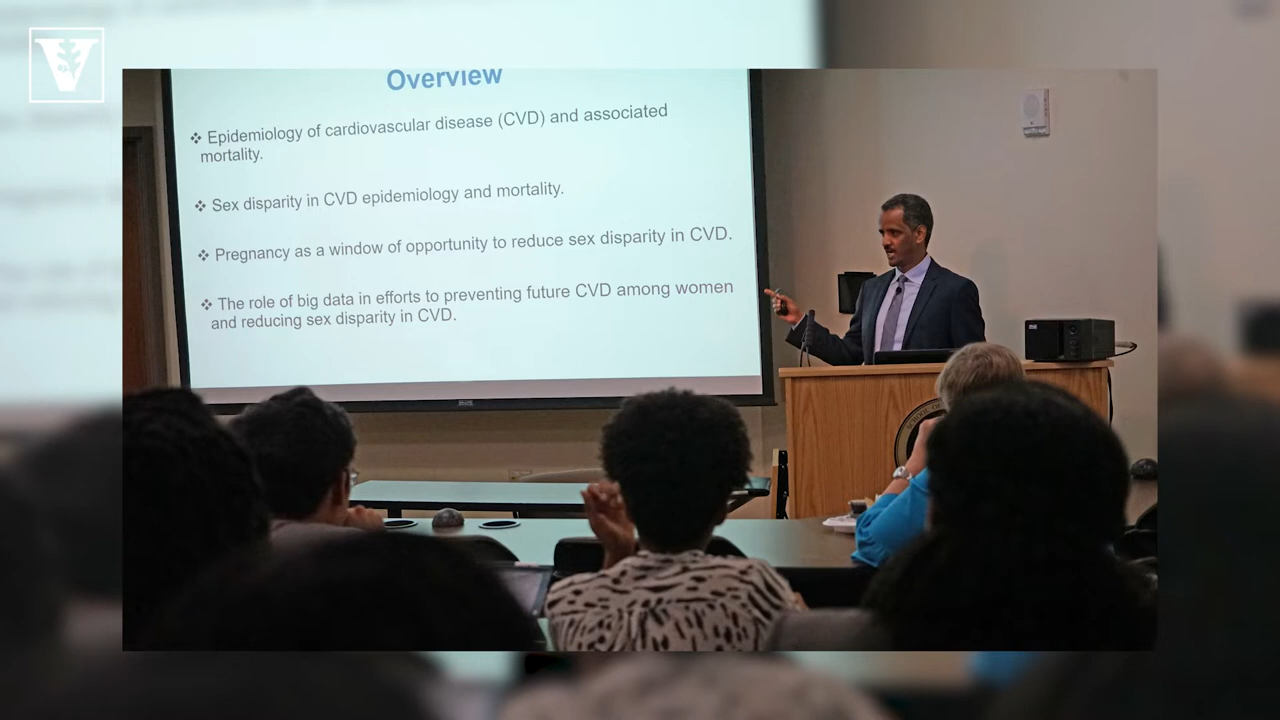 V
Overview
❖ Epidemiology of cardiovascular disease (CVD) and associated
mortality.
❖ Sex disparity in CVD epidemiology and mortality.
❖ Pregnancy as a window of opportunity to reduce sex disparity in CVD.
❖ The role of big data in efforts to preventing future CVD among women
and reducing sex disparity in CVD.
SCHOOL OF